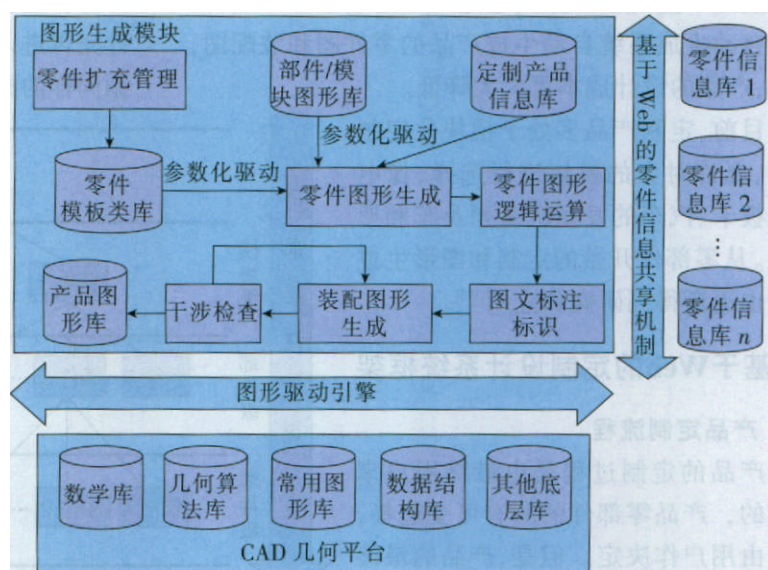 图形生成模块
零件扩充管理
部件/模
块图形库
定制产品
信息库
参数化驱动
零件
模板类库
参数化驱动
零件图形生成
零件图形
逻辑运算
产品图
形库
干涉检查
装配图形
生成
图文标注
标识
基于Web的零件信息共享机制
零件信
息库1
零件信
息库2
⋮
零件信
息库n
图形驱动引擎
数学库
几何算
法库
常用图
形库
数据结
构库
其他底
层库
CAD几何平台